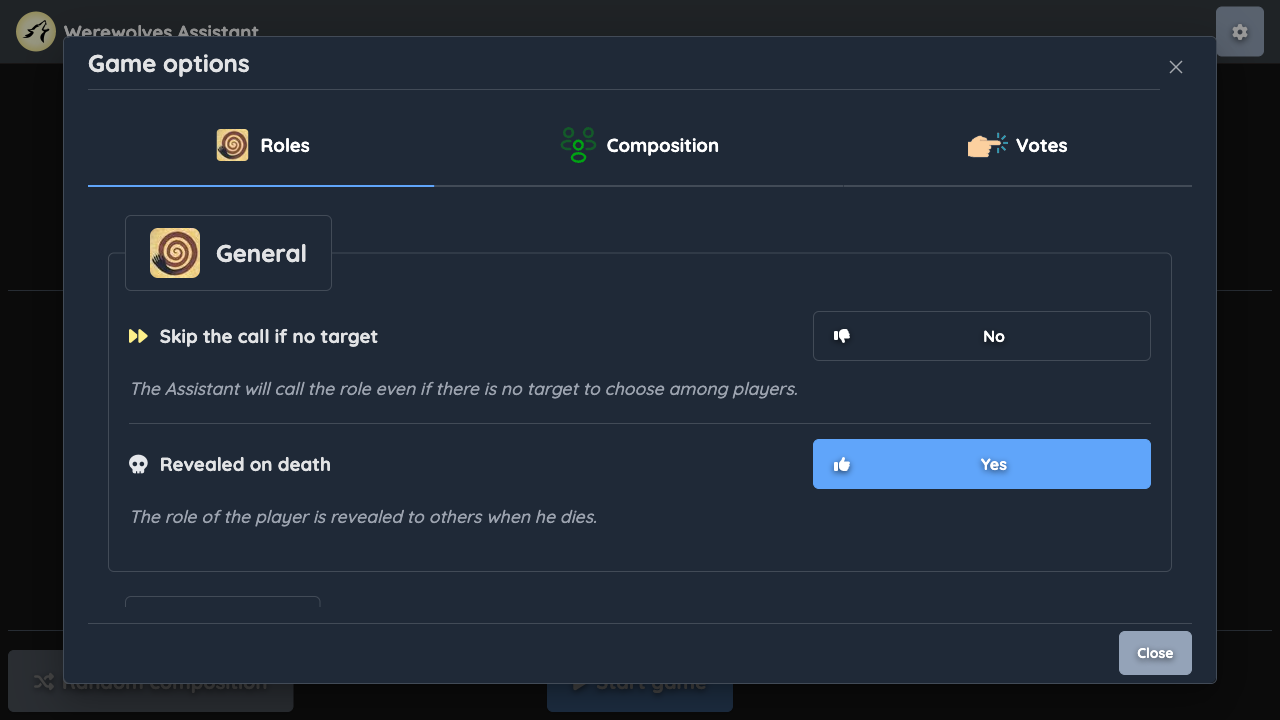 Werewolves Assistant
Game options
Roles
Composition
Votes
General
Skip the call if no target
No
The Assistant will call the role even if there is no target to choose among players.
Revealed on death
Yes
The role of the player is revealed to others when he dies.
Close
Random Composition
Start game